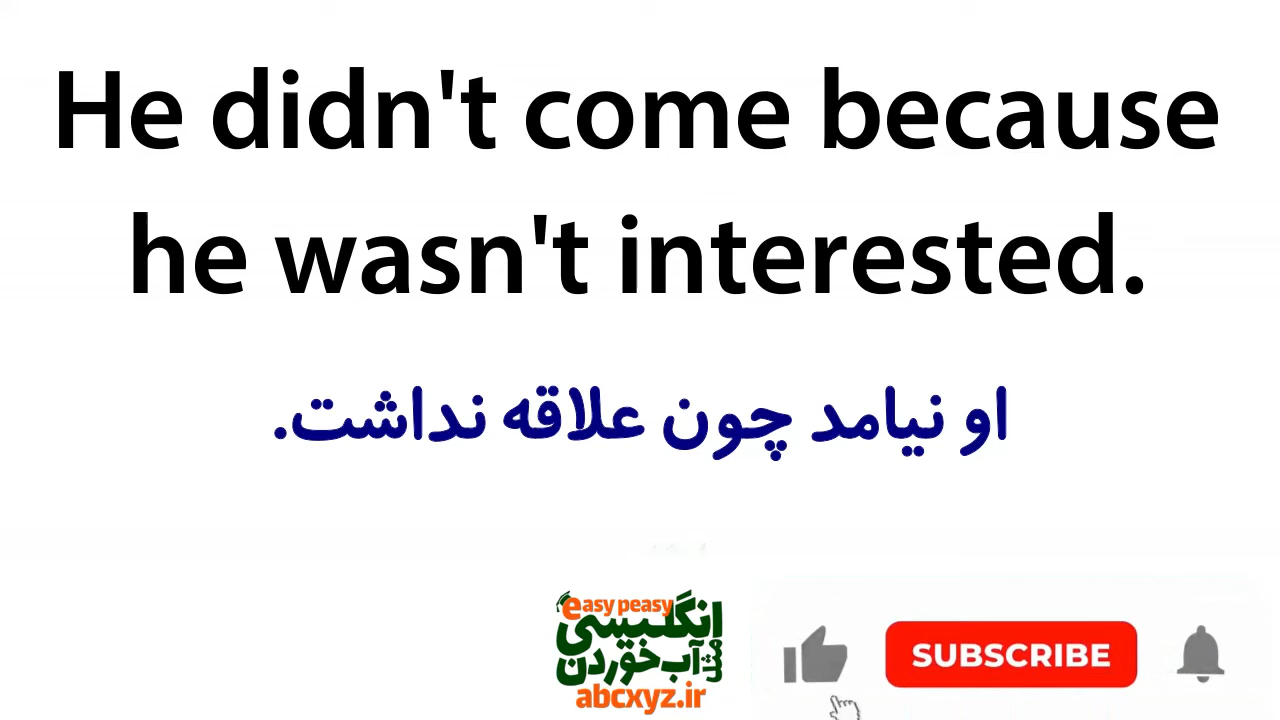 He didn't come because
he wasn't interested.
او نیامد چون علاقه نداشت.
easy peasy
انگلیسی
مثل آب خوردن
abcxyz.ir
SUBSCRIBE